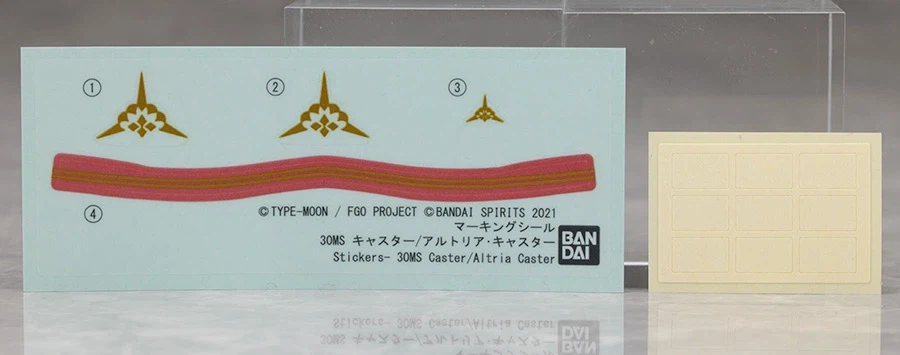 ① ② ③
④
©TYPE-MOON / FGO PROJECT ©BANDAI SPIRITS 2021
マーキングシール
30MS キャスター/アルトリア・キャスター
Stickers- 30MS Caster/Altria Caster
BAN
DAI